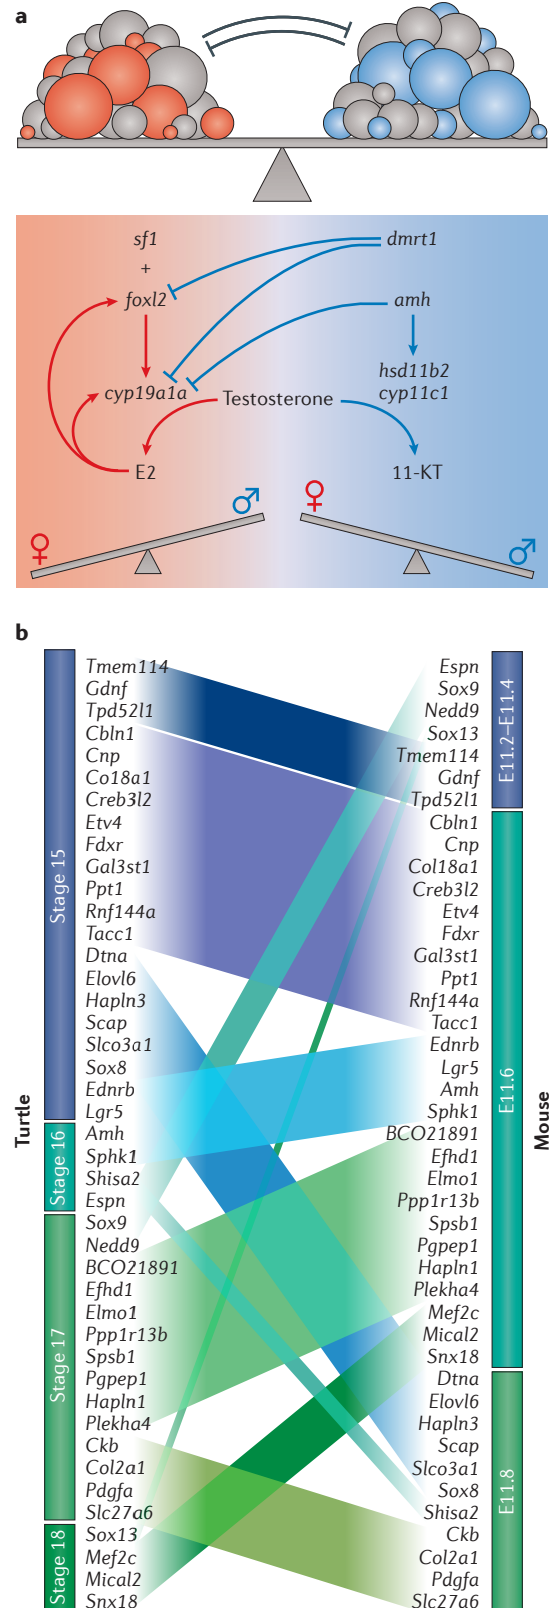 a
sf1
dmrt1
+
foxl2
amh
hsd11b2
cyp19a1a
cyp11c1
Testosterone
E2
11-KT
♀
♂
♀
♂
b
Turtle
Stage 15
Tmem114
Gdnf
Tpd52l1
Cbln1
Cnp
Co18a1
Creb3l2
Etv4
Fdxr
Gal3st1
Ppt1
Rnf144a
Tacc1
Dtna
Elovl6
Hapln3
Scap
Slco3a1
Sox8
Ednrb
Lgr5
Stage 16
Amh
Sphk1
Shisa2
Espn
Stage 17
Sox9
Nedd9
BCO21891
Efhd1
Elmo1
Ppp1r13b
Spsb1
Pgpep1
Hapln1
Plekha4
Ckb
Col2a1
Pdgfa
Slc27a6
Stage 18
Sox13
Mef2c
Mical2
Snx18
Espn
Sox9
Nedd9
Sox13
Tmem114
Gdnf
Tpd52l1
E11.2–E11.4
Cbln1
Cnp
Col18a1
Creb3l2
Etv4
Fdxr
Gal3st1
Ppt1
Rnf144a
Tacc1
Ednrb
Lgr5
Amh
Sphk1
BCO21891
Efhd1
Elmo1
Ppp1r13b
Spsb1
Pgpep1
Hapln1
Plekha4
Mef2c
Mical2
Snx18
E11.6
Dtna
Elovl6
Hapln3
Scap
Slco3a1
Sox8
Shisa2
Ckb
Col2a1
Pdgfa
Slc27a6
E11.8
Mouse